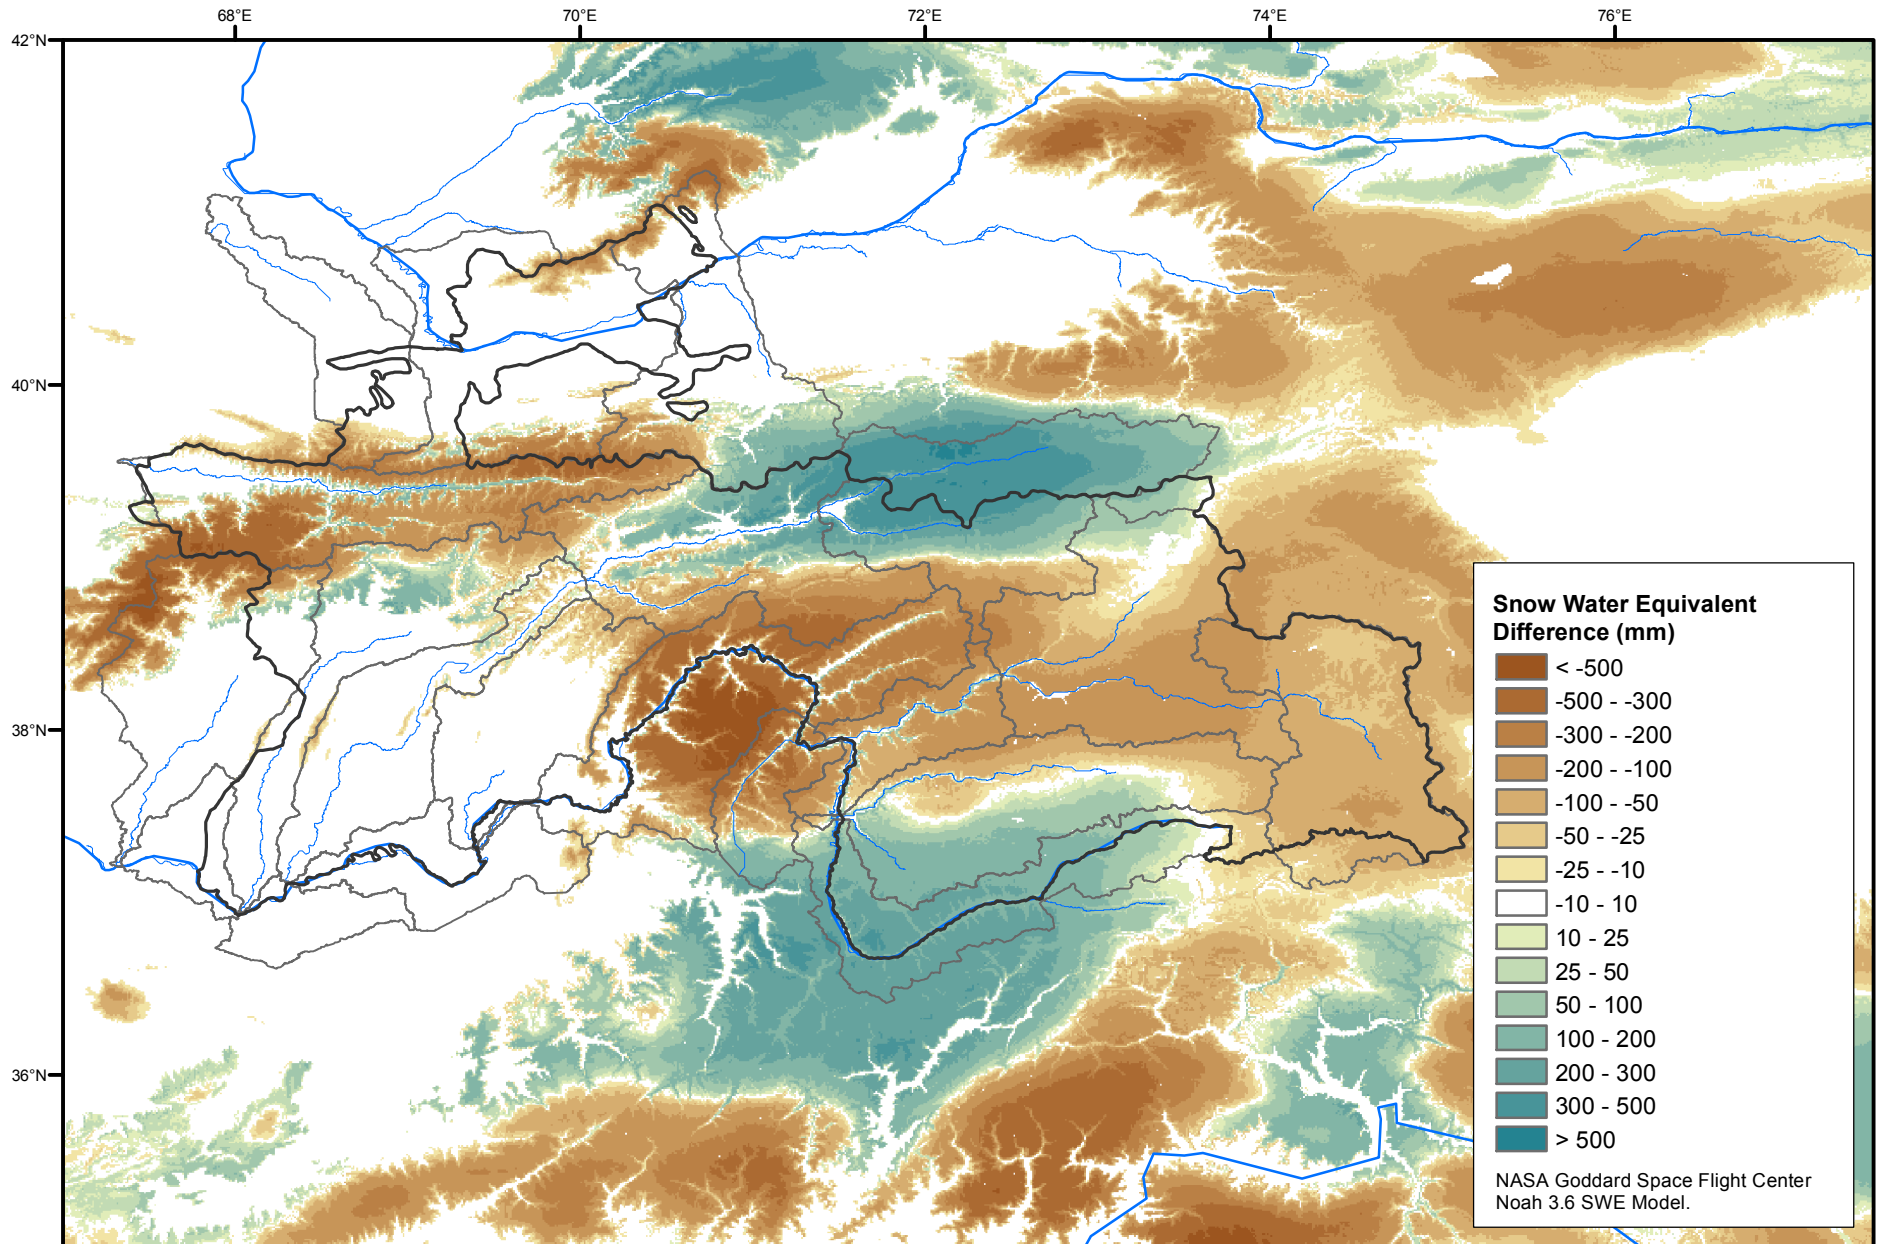 68°E 70°E 72°E 74°E 76°E
42°N
40°N
38°N
36°N
Snow Water Equivalent
Difference (mm)
< -500
-500 - -300
-300 - -200
-200 - -100
-100 - -50
-50 - -25
-25 - -10
-10 - 10
10 - 25
25 - 50
50 - 100
100 - 200
200 - 300
300 - 500
> 500
NASA Goddard Space Flight Center
Noah 3.6 SWE Model.